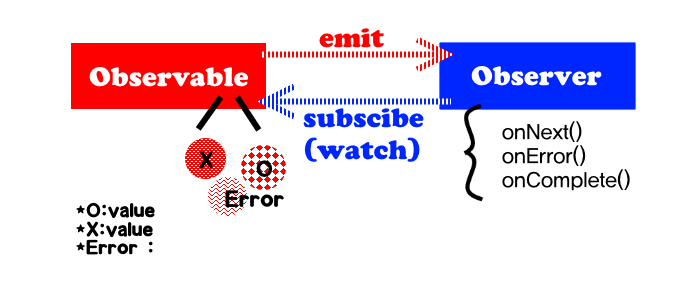 emit
Observable
Observer
subscibe
(watch)
onNext()
onError()
onComplete()
X
O
Error
*O:value
*X:value
*Error :